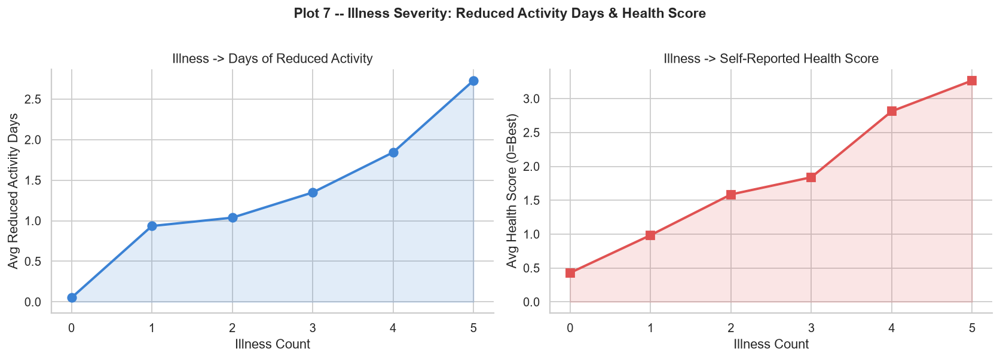 Plot 7 -- Illness Severity: Reduced Activity Days & Health Score
Illness -> Days of Reduced Activity
Avg Reduced Activity Days
2.5
2.0
1.5
1.0
0.5
0.0
0 1 2 3 4 5
Illness Count
Illness -> Self-Reported Health Score
Avg Health Score (0=Best)
3.0
2.5
2.0
1.5
1.0
0.5
0.0
0 1 2 3 4 5
Illness Count